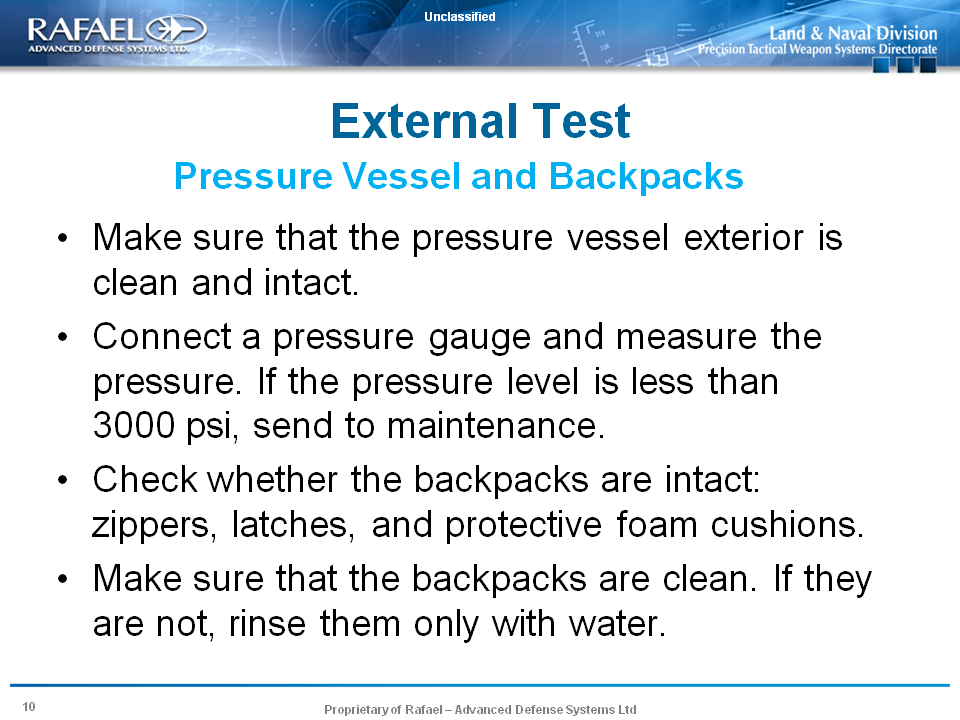 Unclassified
RAFAEL
ADVANCED DEFENSE SYSTEMS LTD.
Land & Naval Division
Precision Tactical Weapon Systems Directorate
External Test
Pressure Vessel and Backpacks
• Make sure that the pressure vessel exterior is
clean and intact.
• Connect a pressure gauge and measure the
pressure. If the pressure level is less than
3000 psi, send to maintenance.
• Check whether the backpacks are intact:
zippers, latches, and protective foam cushions.
• Make sure that the backpacks are clean. If they
are not, rinse them only with water.
10
Proprietary of Rafael – Advanced Defense Systems Ltd